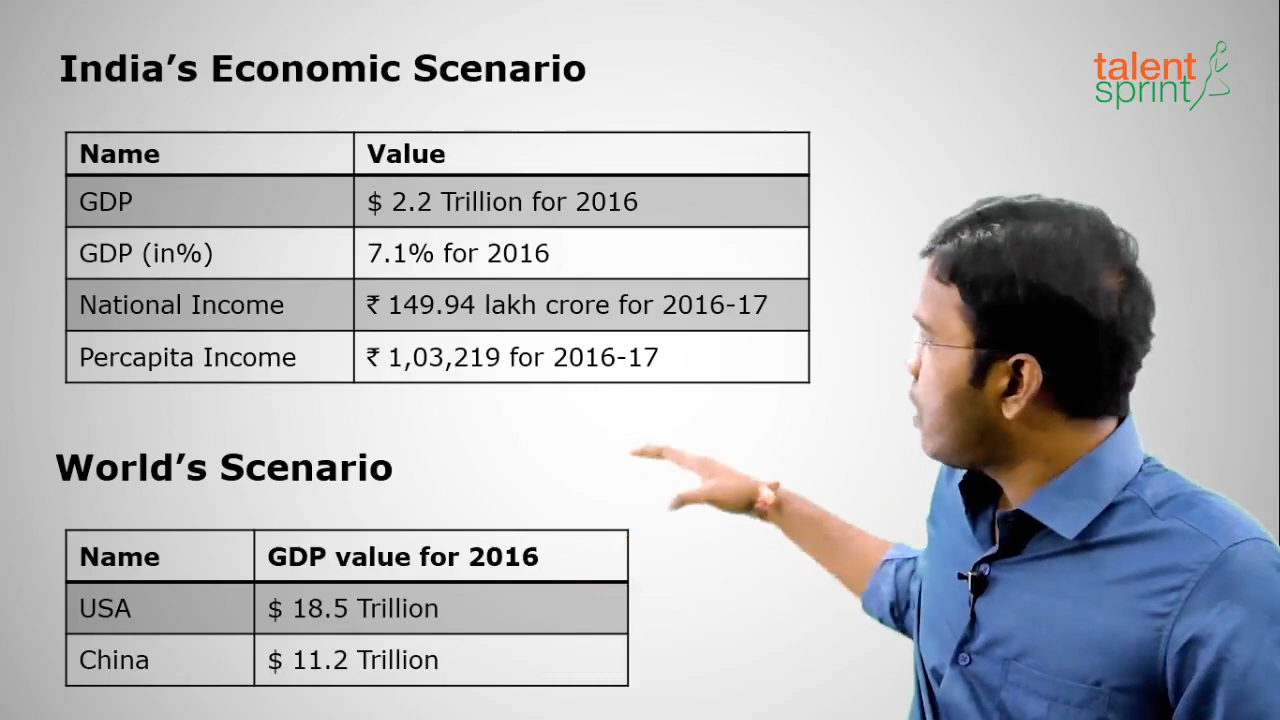 India's Economic Scenario
talent
sprint
Name Value
GDP $ 2.2 Trillion for 2016
GDP (in%) 7.1% for 2016
National Income ₹ 149.94 lakh crore for 2016-17
Percapita Income ₹ 1,03,219 for 2016-17
World's Scenario
Name GDP value for 2016
USA $ 18.5 Trillion
China $ 11.2 Trillion